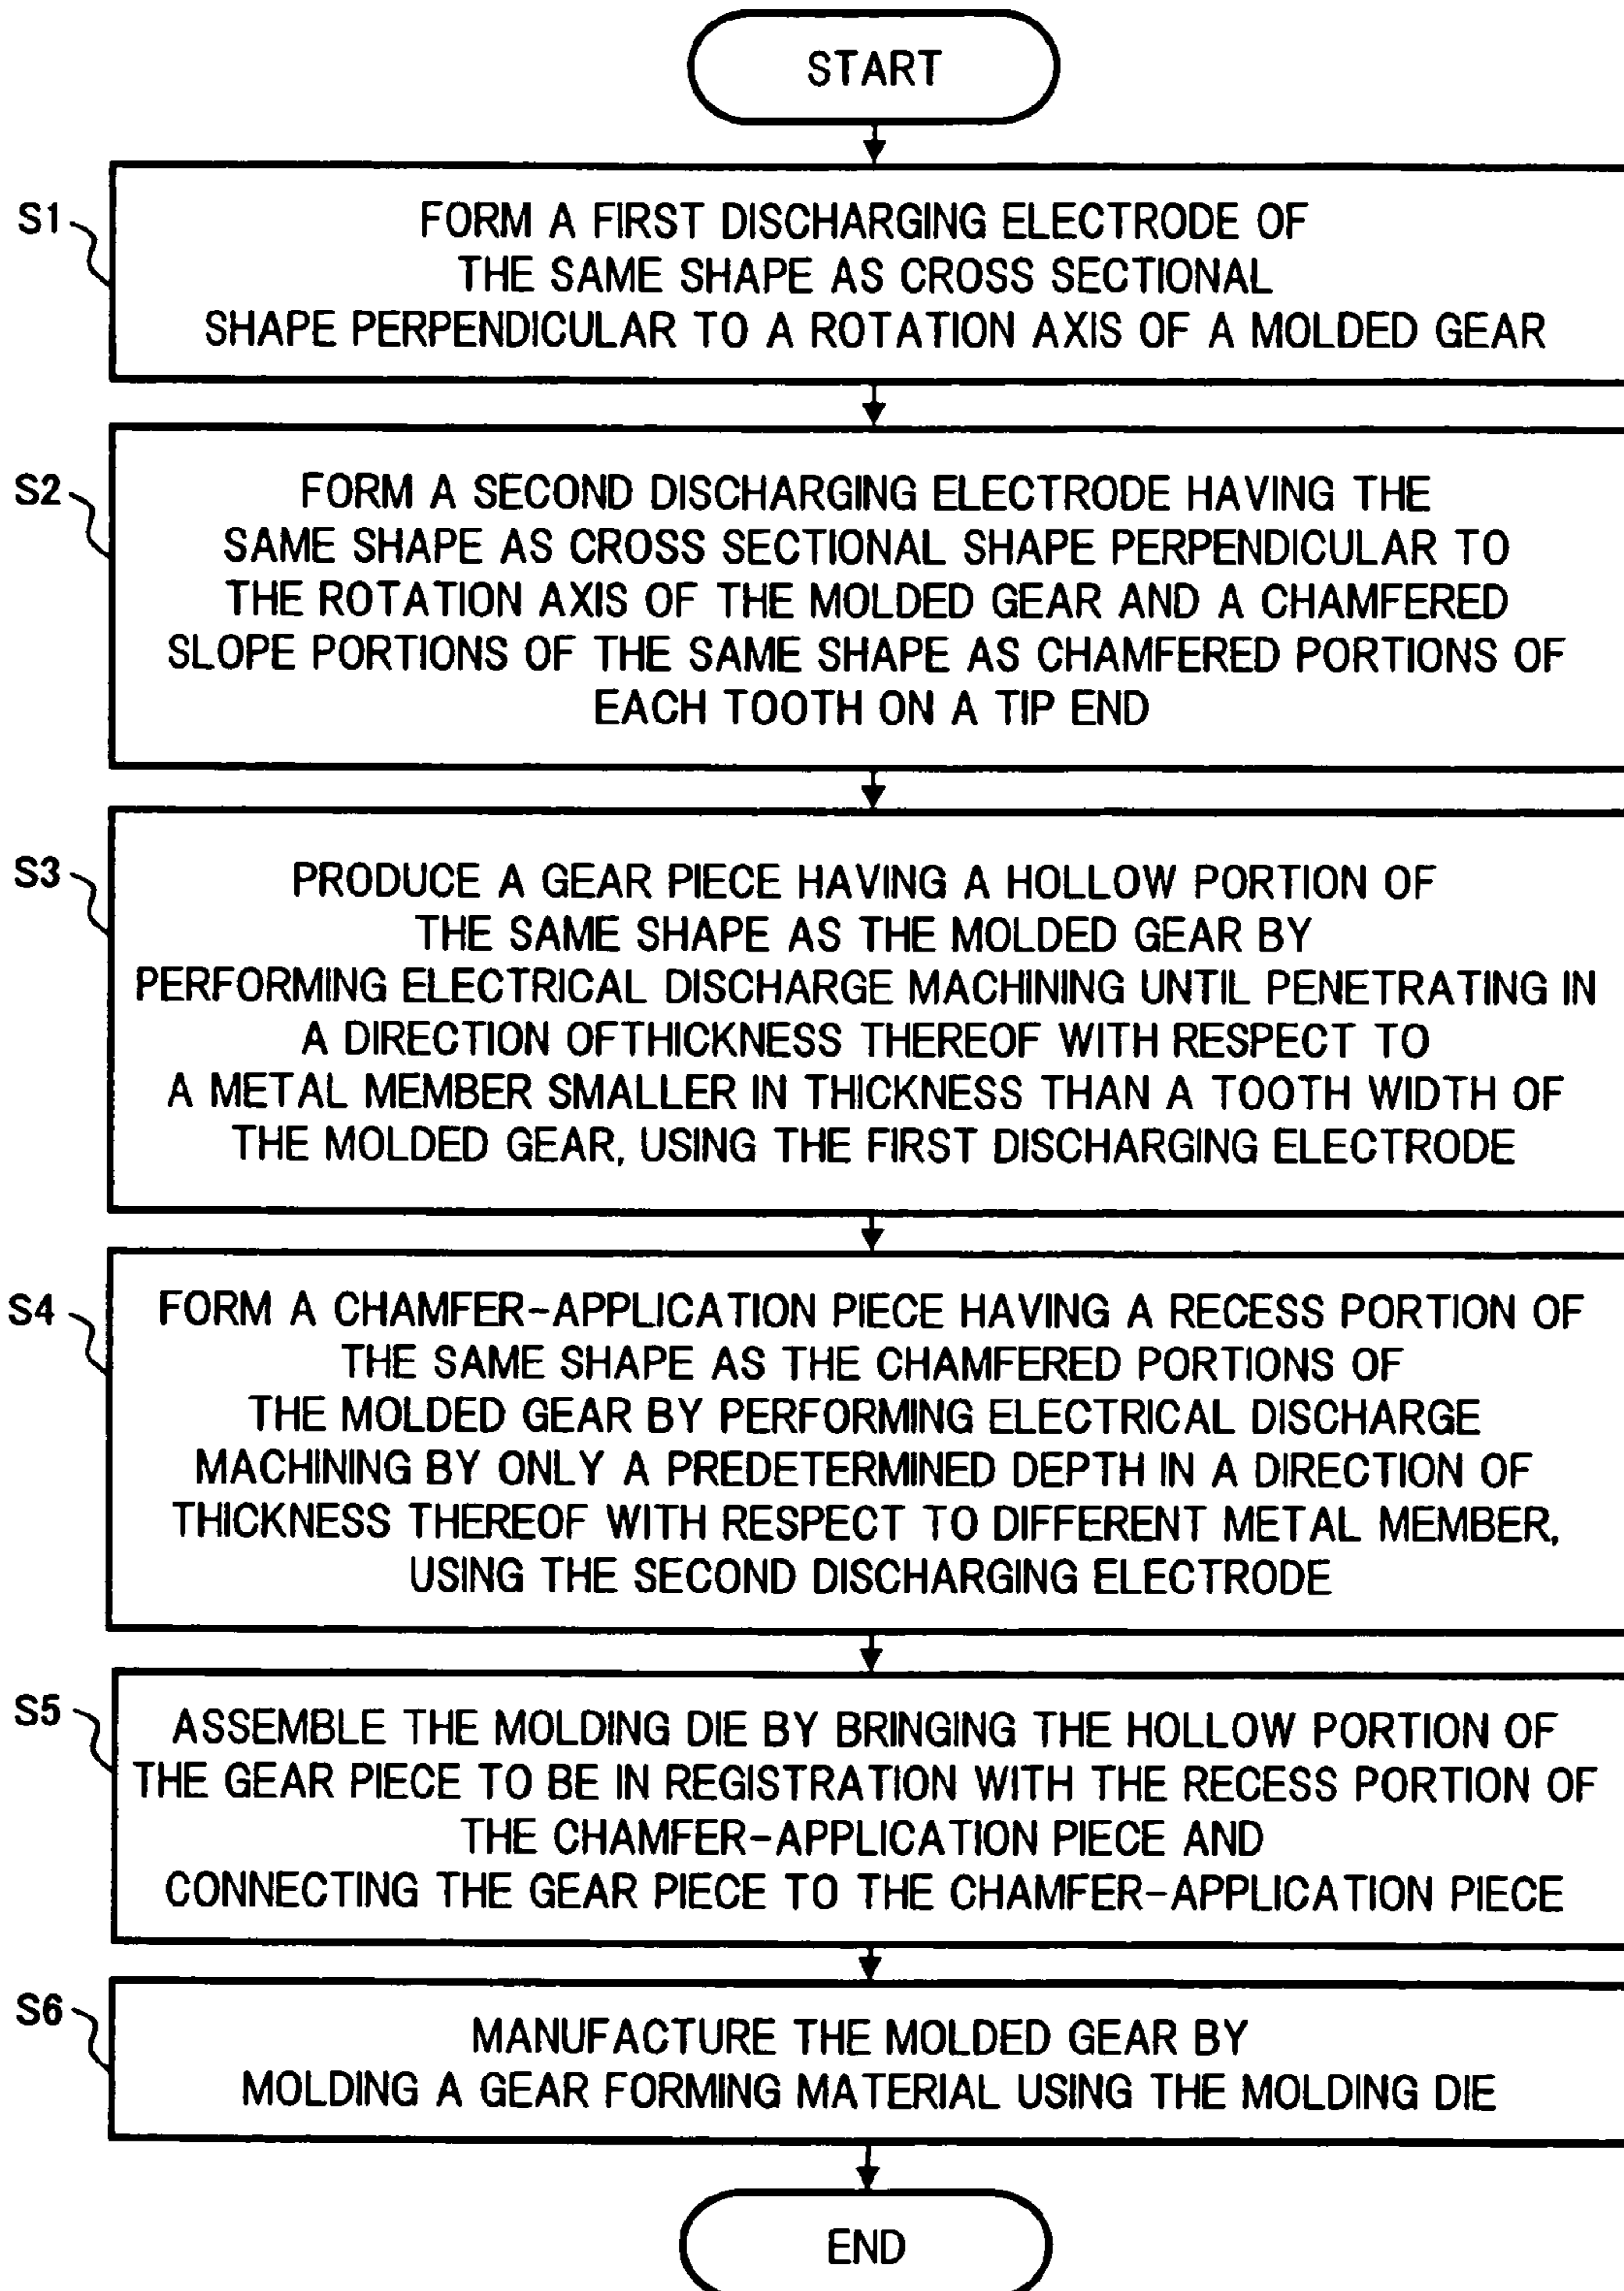 START
S1
FORM A FIRST DISCHARGING ELECTRODE OF
THE SAME SHAPE AS CROSS SECTIONAL
SHAPE PERPENDICULAR TO A ROTATION AXIS OF A MOLDED GEAR
S2
FORM A SECOND DISCHARGING ELECTRODE HAVING THE
SAME SHAPE AS CROSS SECTIONAL SHAPE PERPENDICULAR TO
THE ROTATION AXIS OF THE MOLDED GEAR AND A CHAMFERED
SLOPE PORTIONS OF THE SAME SHAPE AS CHAMFERED PORTIONS OF
EACH TOOTH ON A TIP END
S3
PRODUCE A GEAR PIECE HAVING A HOLLOW PORTION OF
THE SAME SHAPE AS THE MOLDED GEAR BY
PERFORMING ELECTRICAL DISCHARGE MACHINING UNTIL PENETRATING IN
A DIRECTION OFTHICKNESS THEREOF WITH RESPECT TO
A METAL MEMBER SMALLER IN THICKNESS THAN A TOOTH WIDTH OF
THE MOLDED GEAR, USING THE FIRST DISCHARGING ELECTRODE
S4
FORM A CHAMFER-APPLICATION PIECE HAVING A RECESS PORTION OF
THE SAME SHAPE AS THE CHAMFERED PORTIONS OF
THE MOLDED GEAR BY PERFORMING ELECTRICAL DISCHARGE
MACHINING BY ONLY A PREDETERMINED DEPTH IN A DIRECTION OF
THICKNESS THEREOF WITH RESPECT TO DIFFERENT METAL MEMBER,
USING THE SECOND DISCHARGING ELECTRODE
S5
ASSEMBLE THE MOLDING DIE BY BRINGING THE HOLLOW PORTION OF
THE GEAR PIECE TO BE IN REGISTRATION WITH THE RECESS PORTION OF
THE CHAMFER-APPLICATION PIECE AND
CONNECTING THE GEAR PIECE TO THE CHAMFER-APPLICATION PIECE
S6
MANUFACTURE THE MOLDED GEAR BY
MOLDING A GEAR FORMING MATERIAL USING THE MOLDING DIE
END